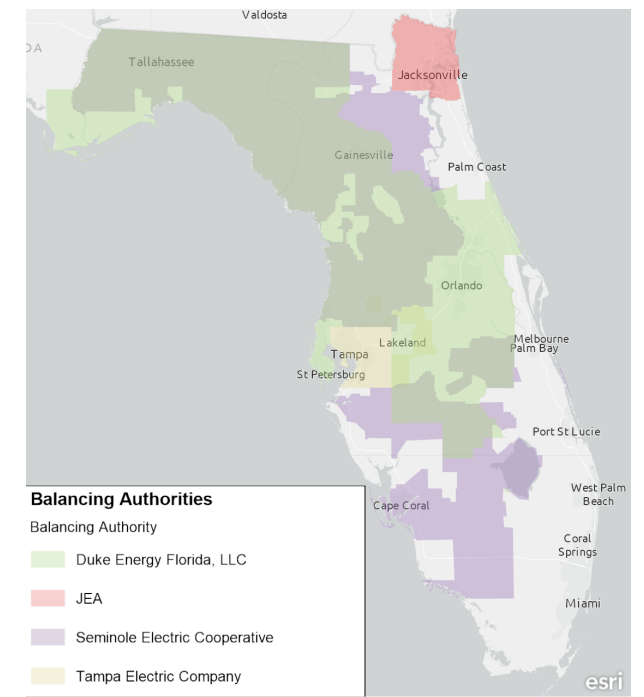 Valdosta
DA
Tallahassee
Jacksonville
Gainesville
Palm Coast
Orlando
Lakeland
Melbourne
Tampa
Palm Bay
St Petersburg
Port St Lucie
West Palm
Beach
Cape Coral
Coral
Springs
Miami
Balancing Authorities
Balancing Authority
Duke Energy Florida, LLC
JEA
Seminole Electric Cooperative
Tampa Electric Company
esri